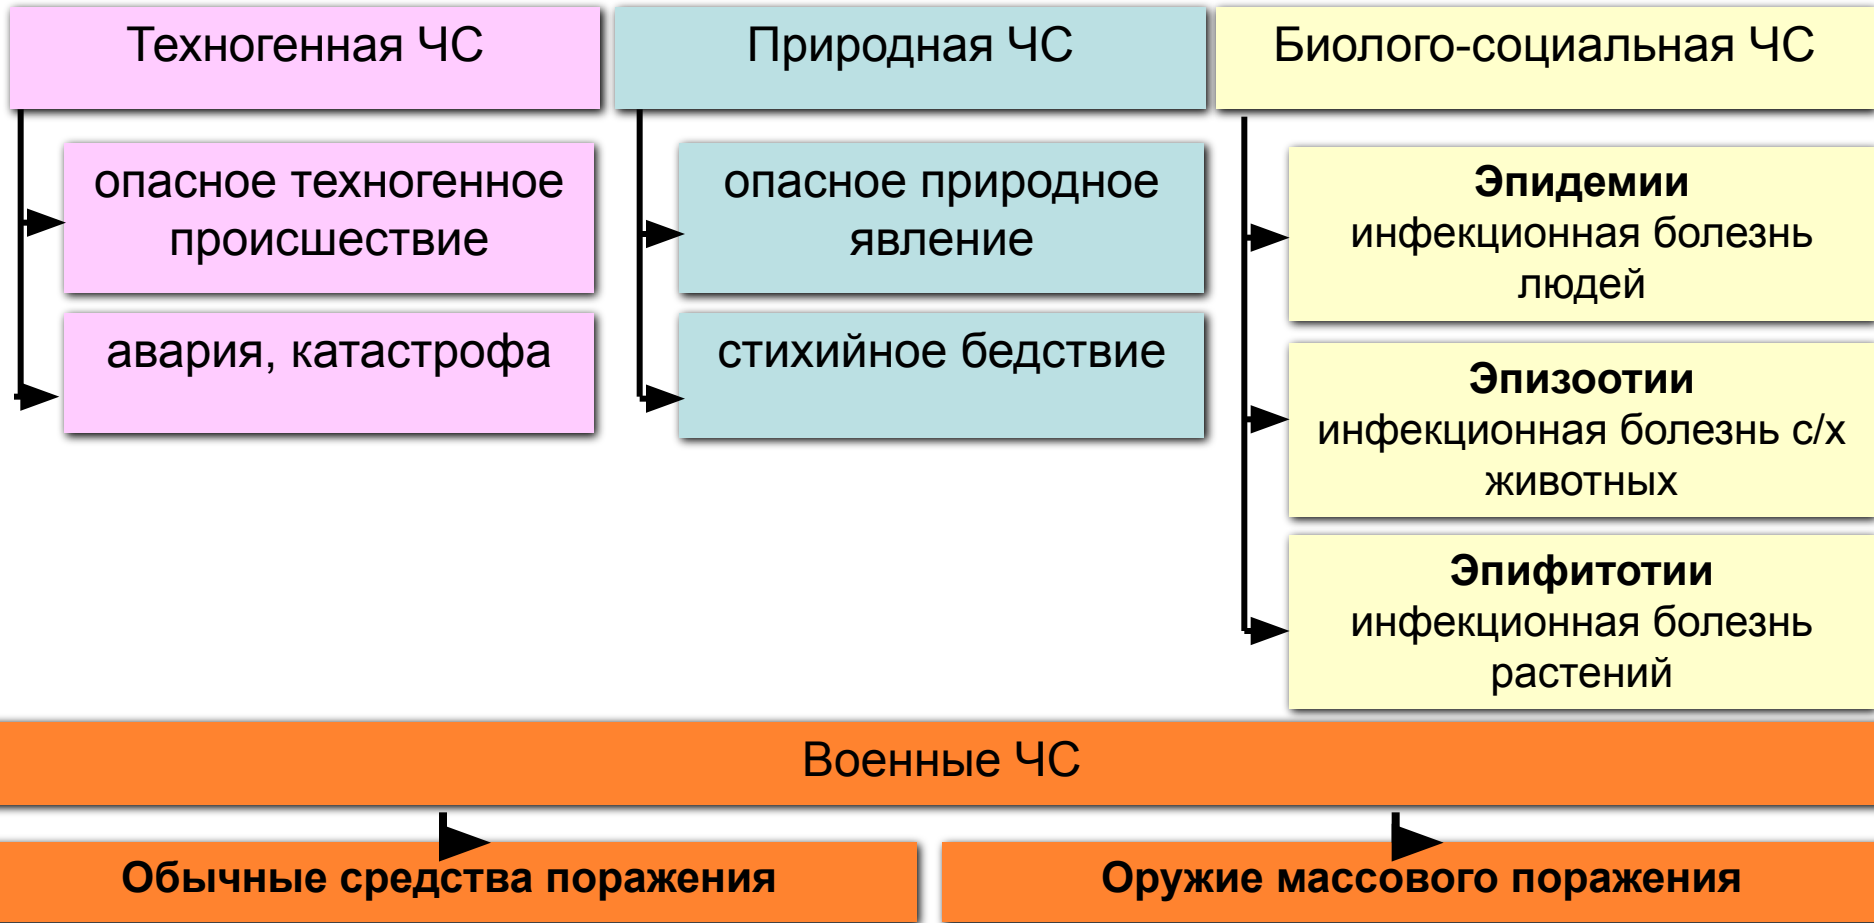 Техногенная ЧС
опасное техногенное
происшествие
авария, катастрофа
Природная ЧС
опасное природное
явление
стихийное бедствие
Биолого-социальная ЧС
Эпидемии
инфекционная болезнь
людей
Эпизоотии
инфекционная болезнь с/х
животных
Эпифитотии
инфекционная болезнь
растений
Военные ЧС
Обычные средства поражения
Оружие массового поражения